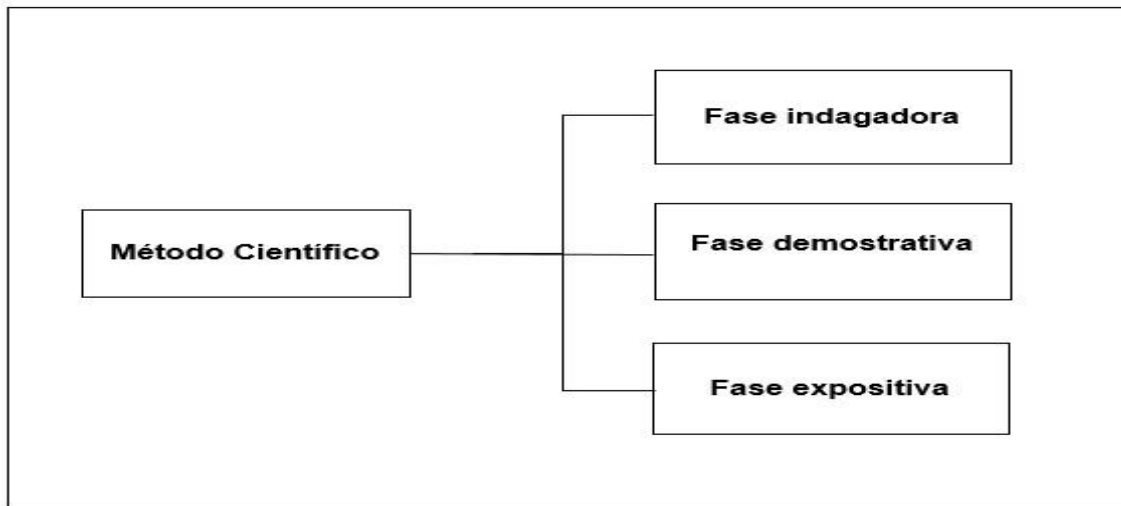 Método Científico
Fase indagadora
Fase demostrativa
Fase expositiva